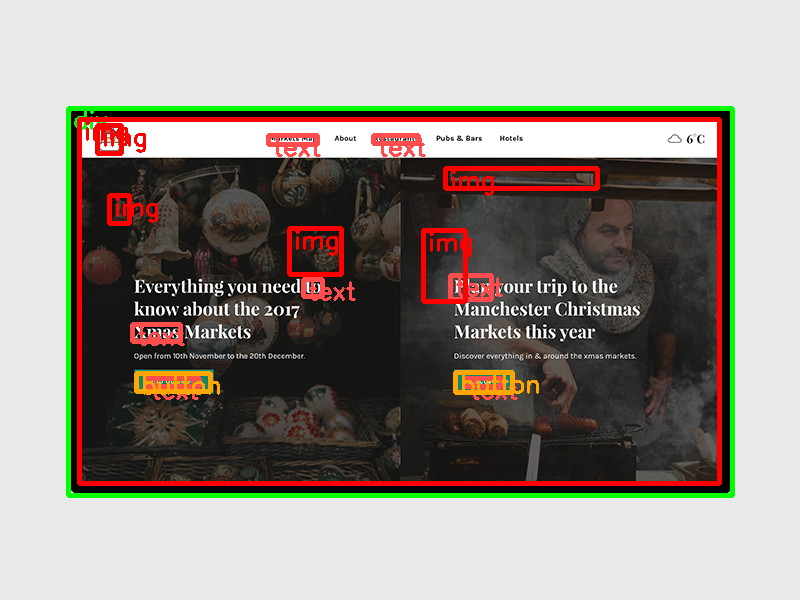 div
img
About Pubs & Bars Hotels 6°C
text text
img
img
img
img
Everything you need to
text
know about the 2017
Xmas Markets
text
Open from 10th November to the 20th December.
button
text
your trip to the
text
Manchester Christmas
Markets this year
Discover everything in & around the xmas markets.
button
text